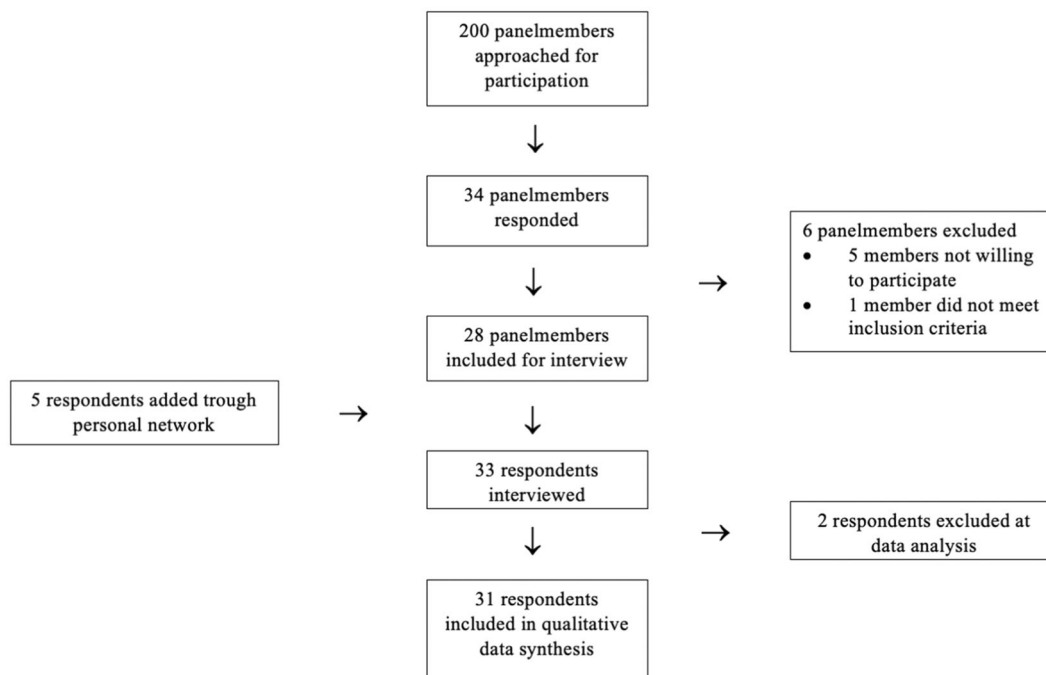 200 panelmembers
approached for
participation
↓
34 panelmembers
responded
↓
→
6 panelmembers excluded
• 5 members not willing
to participate
• 1 member did not meet
inclusion criteria
28 panelmembers
included for interview
5 respondents added trough
personal network
→
↓
33 respondents
interviewed
↓
→
2 respondents excluded at
data analysis
31 respondents
included in qualitative
data synthesis